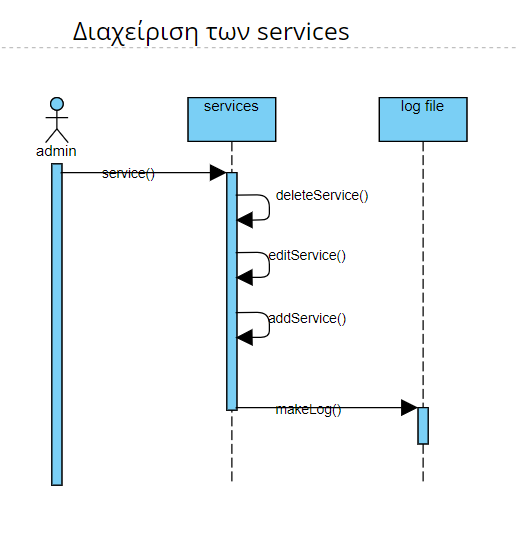 Διαχείριση των services
services
log file
admin
service()
deleteService()
editService()
addService()
makeLog()